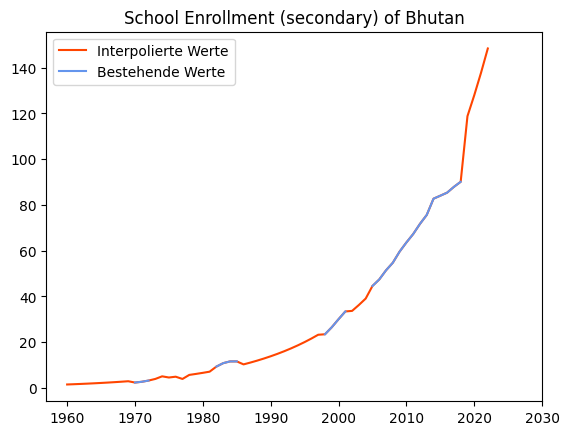 School Enrollment (secondary) of Bhutan
Interpolierte Werte
Bestehende Werte
140
120
100
80
60
40
20
0
1960 1970 1980 1990 2000 2010 2020 2030